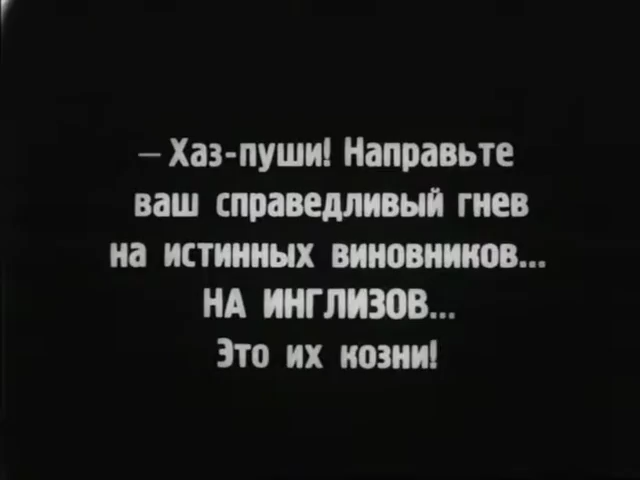 – Хаз-пуши! Направьте
ваш справедливый гнев
на истинных виновников...
НА ИНГЛИЗОВ...
Это их козни!